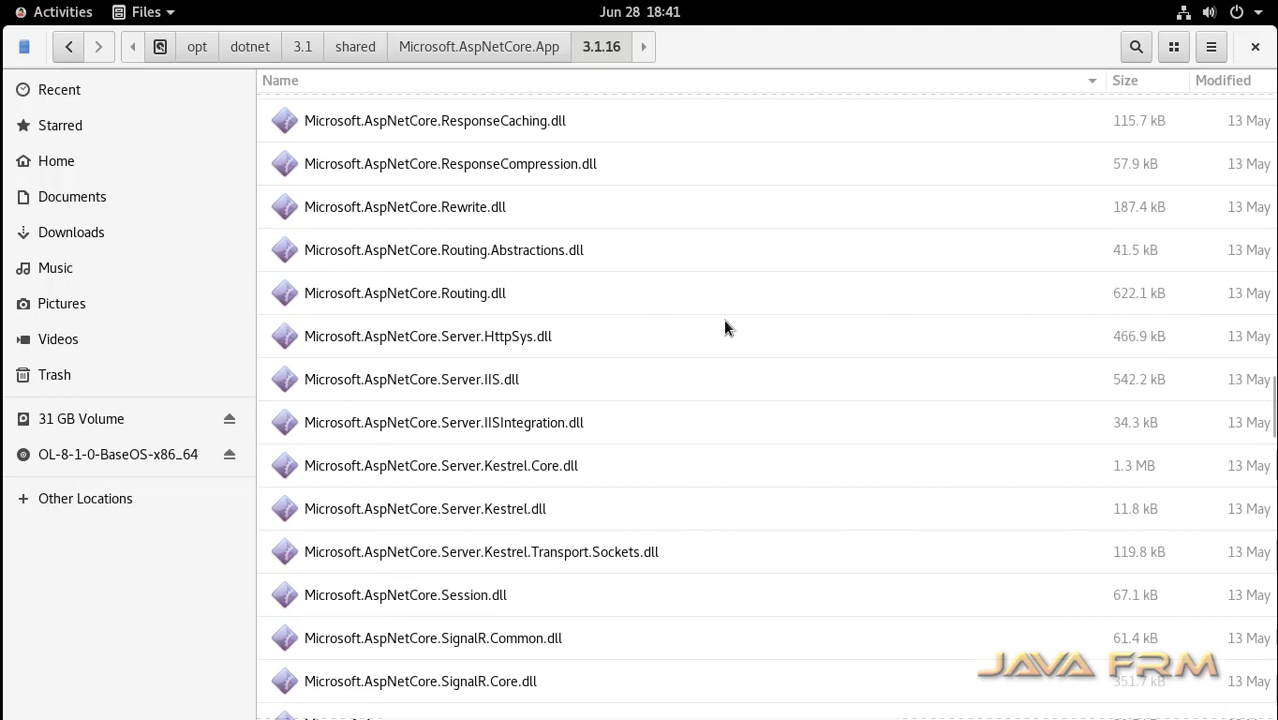 Activities Files Jun 28 18:41
opt dotnet 3.1 shared Microsoft.AspNetCore.App 3.1.16
Name Size Modified
Recent
Starred
Home
Documents
Downloads
Music
Pictures
Videos
Trash
31 GB Volume
OL-8-1-0-BaseOS-x86_64
Other Locations
Microsoft.AspNetCore.ResponseCaching.dll 115.7 kB 13 May
Microsoft.AspNetCore.ResponseCompression.dll 57.9 kB 13 May
Microsoft.AspNetCore.Rewrite.dll 187.4 kB 13 May
Microsoft.AspNetCore.Routing.Abstractions.dll 41.5 kB 13 May
Microsoft.AspNetCore.Routing.dll 622.1 kB 13 May
Microsoft.AspNetCore.Server.HttpSys.dll 466.9 kB 13 May
Microsoft.AspNetCore.Server.IIS.dll 542.2 kB 13 May
Microsoft.AspNetCore.Server.IISIntegration.dll 34.3 kB 13 May
Microsoft.AspNetCore.Server.Kestrel.Core.dll 1.3 MB 13 May
Microsoft.AspNetCore.Server.Kestrel.dll 11.8 kB 13 May
Microsoft.AspNetCore.Server.Kestrel.Transport.Sockets.dll 119.8 kB 13 May
Microsoft.AspNetCore.Session.dll 67.1 kB 13 May
Microsoft.AspNetCore.SignalR.Common.dll 61.4 kB 13 May
Microsoft.AspNetCore.SignalR.Core.dll 351.7 kB 13 May
JAVA FRM